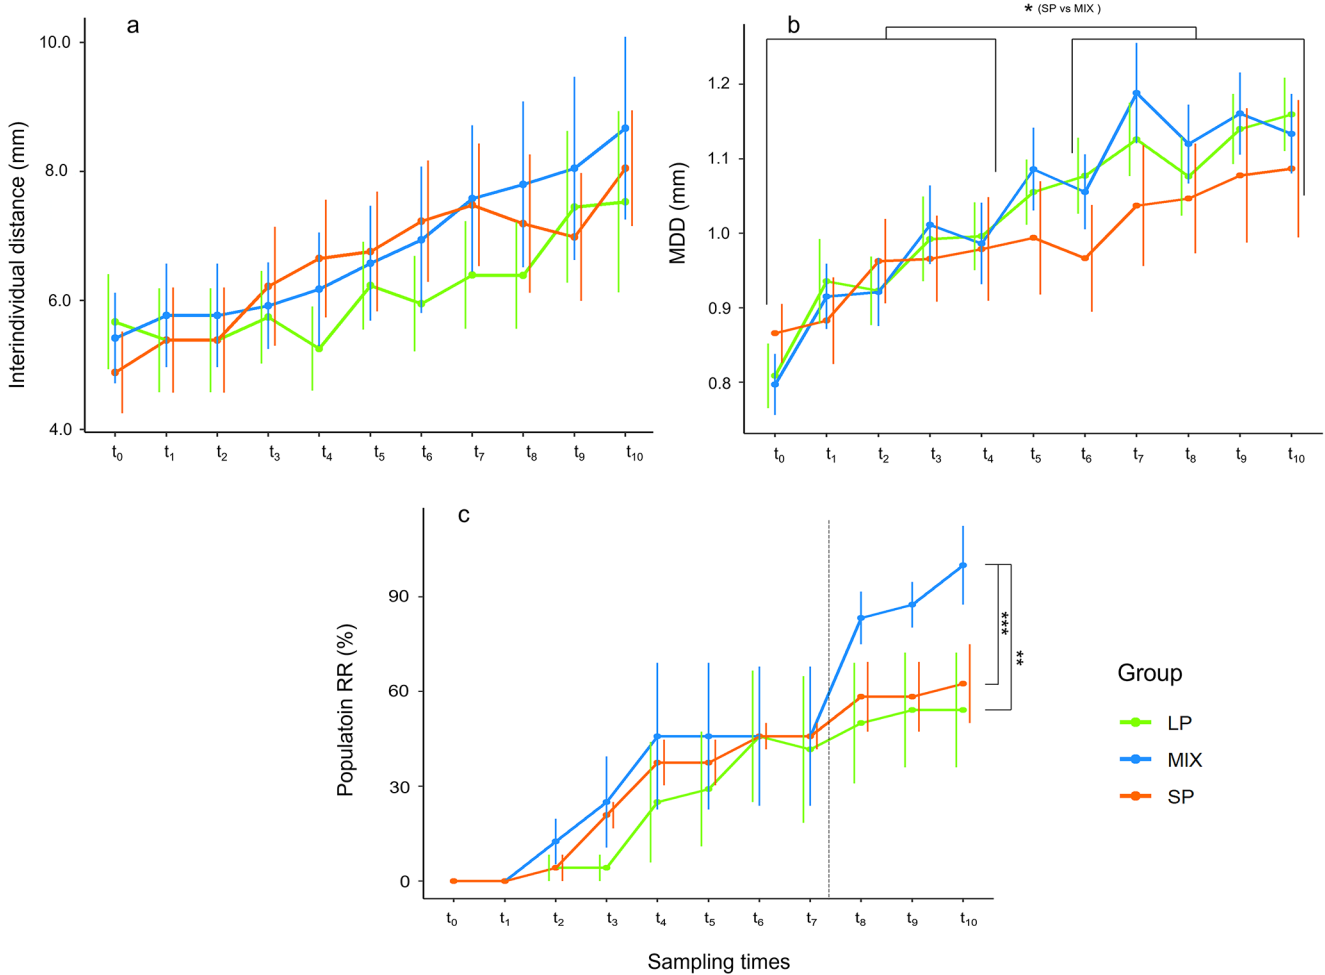 a
Interindividual distance (mm)
10.0
8.0
6.0
4.0
t0 t1 t2 t3 t4 t5 t6 t7 t8 t9 t10
* (SP vs MIX )
b
MDD (mm)
1.2
1.1
1.0
0.9
0.8
t0 t1 t2 t3 t4 t5 t6 t7 t8 t9 t10
c
Populatoin RR (%)
90
60
30
0
***
**
t0 t1 t2 t3 t4 t5 t6 t7 t8 t9 t10
Sampling times
Group
LP
MIX
SP